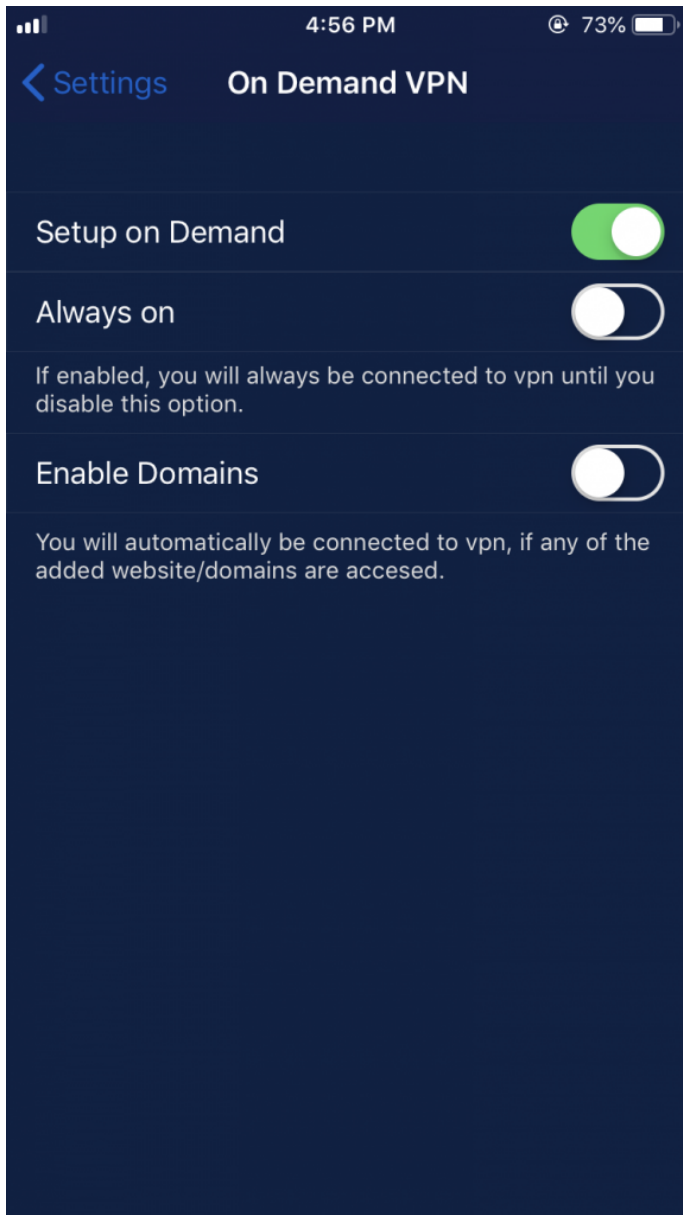 4:56 PM 73%
Settings On Demand VPN
Setup on Demand
Always on
If enabled, you will always be connected to vpn until you
disable this option.
Enable Domains
You will automatically be connected to vpn, if any of the
added website/domains are accesed.